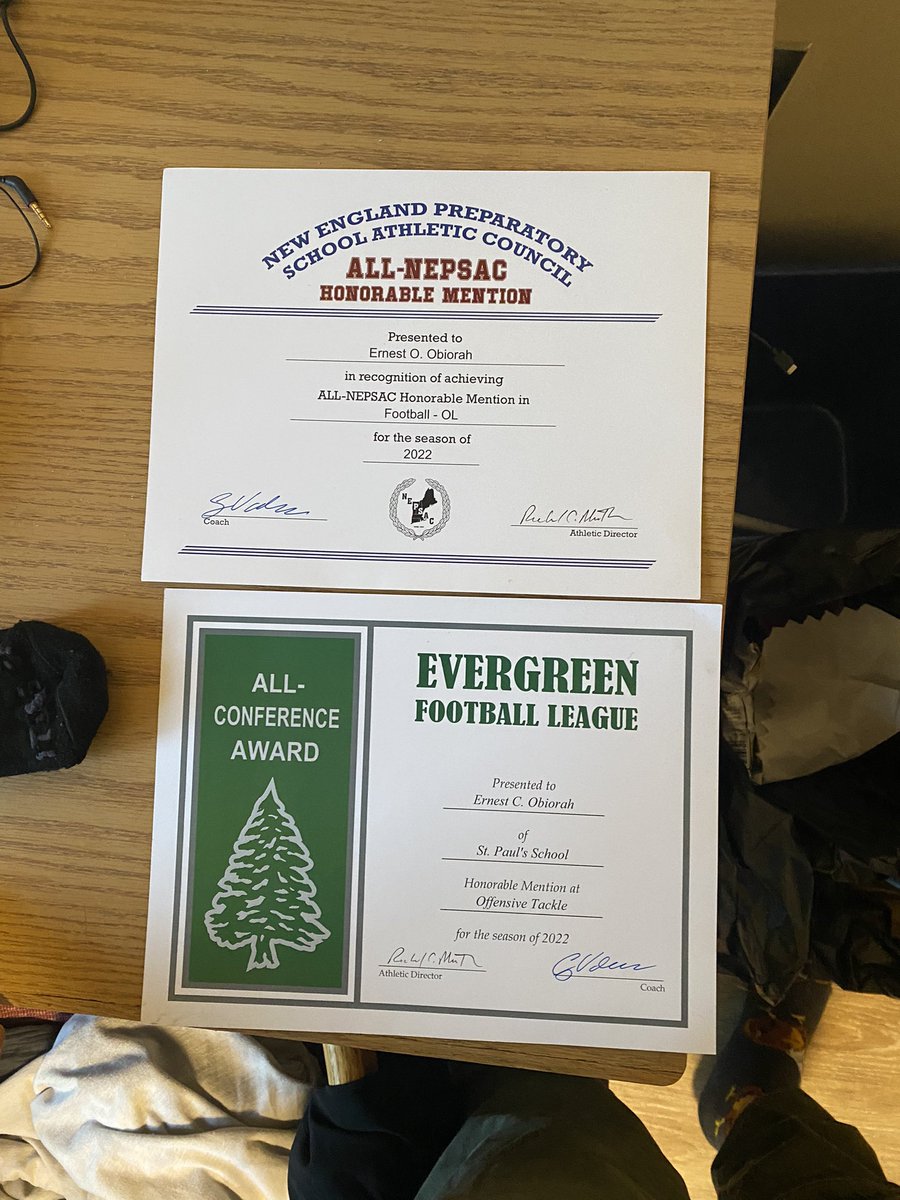 NEW ENGLAND PREPARATORY
SCHOOL ATHLETIC COUNCIL
ALL-NEPSAC
HONORABLE MENTION
Presented to
Ernest O. Obiorah
in recognition of achieving
ALL-NEPSAC Honorable Mention in
Football - OL
for the season of
2022
NEPSAC
Coach
Athletic Director
ALL-
CONFERENCE
AWARD
EVERGREEN
FOOTBALL LEAGUE
Presented to
Ernest C. Obiorah
of
St. Paul's School
Honorable Mention at
Offensive Tackle
for the season of 2022
Athletic Director
Coach